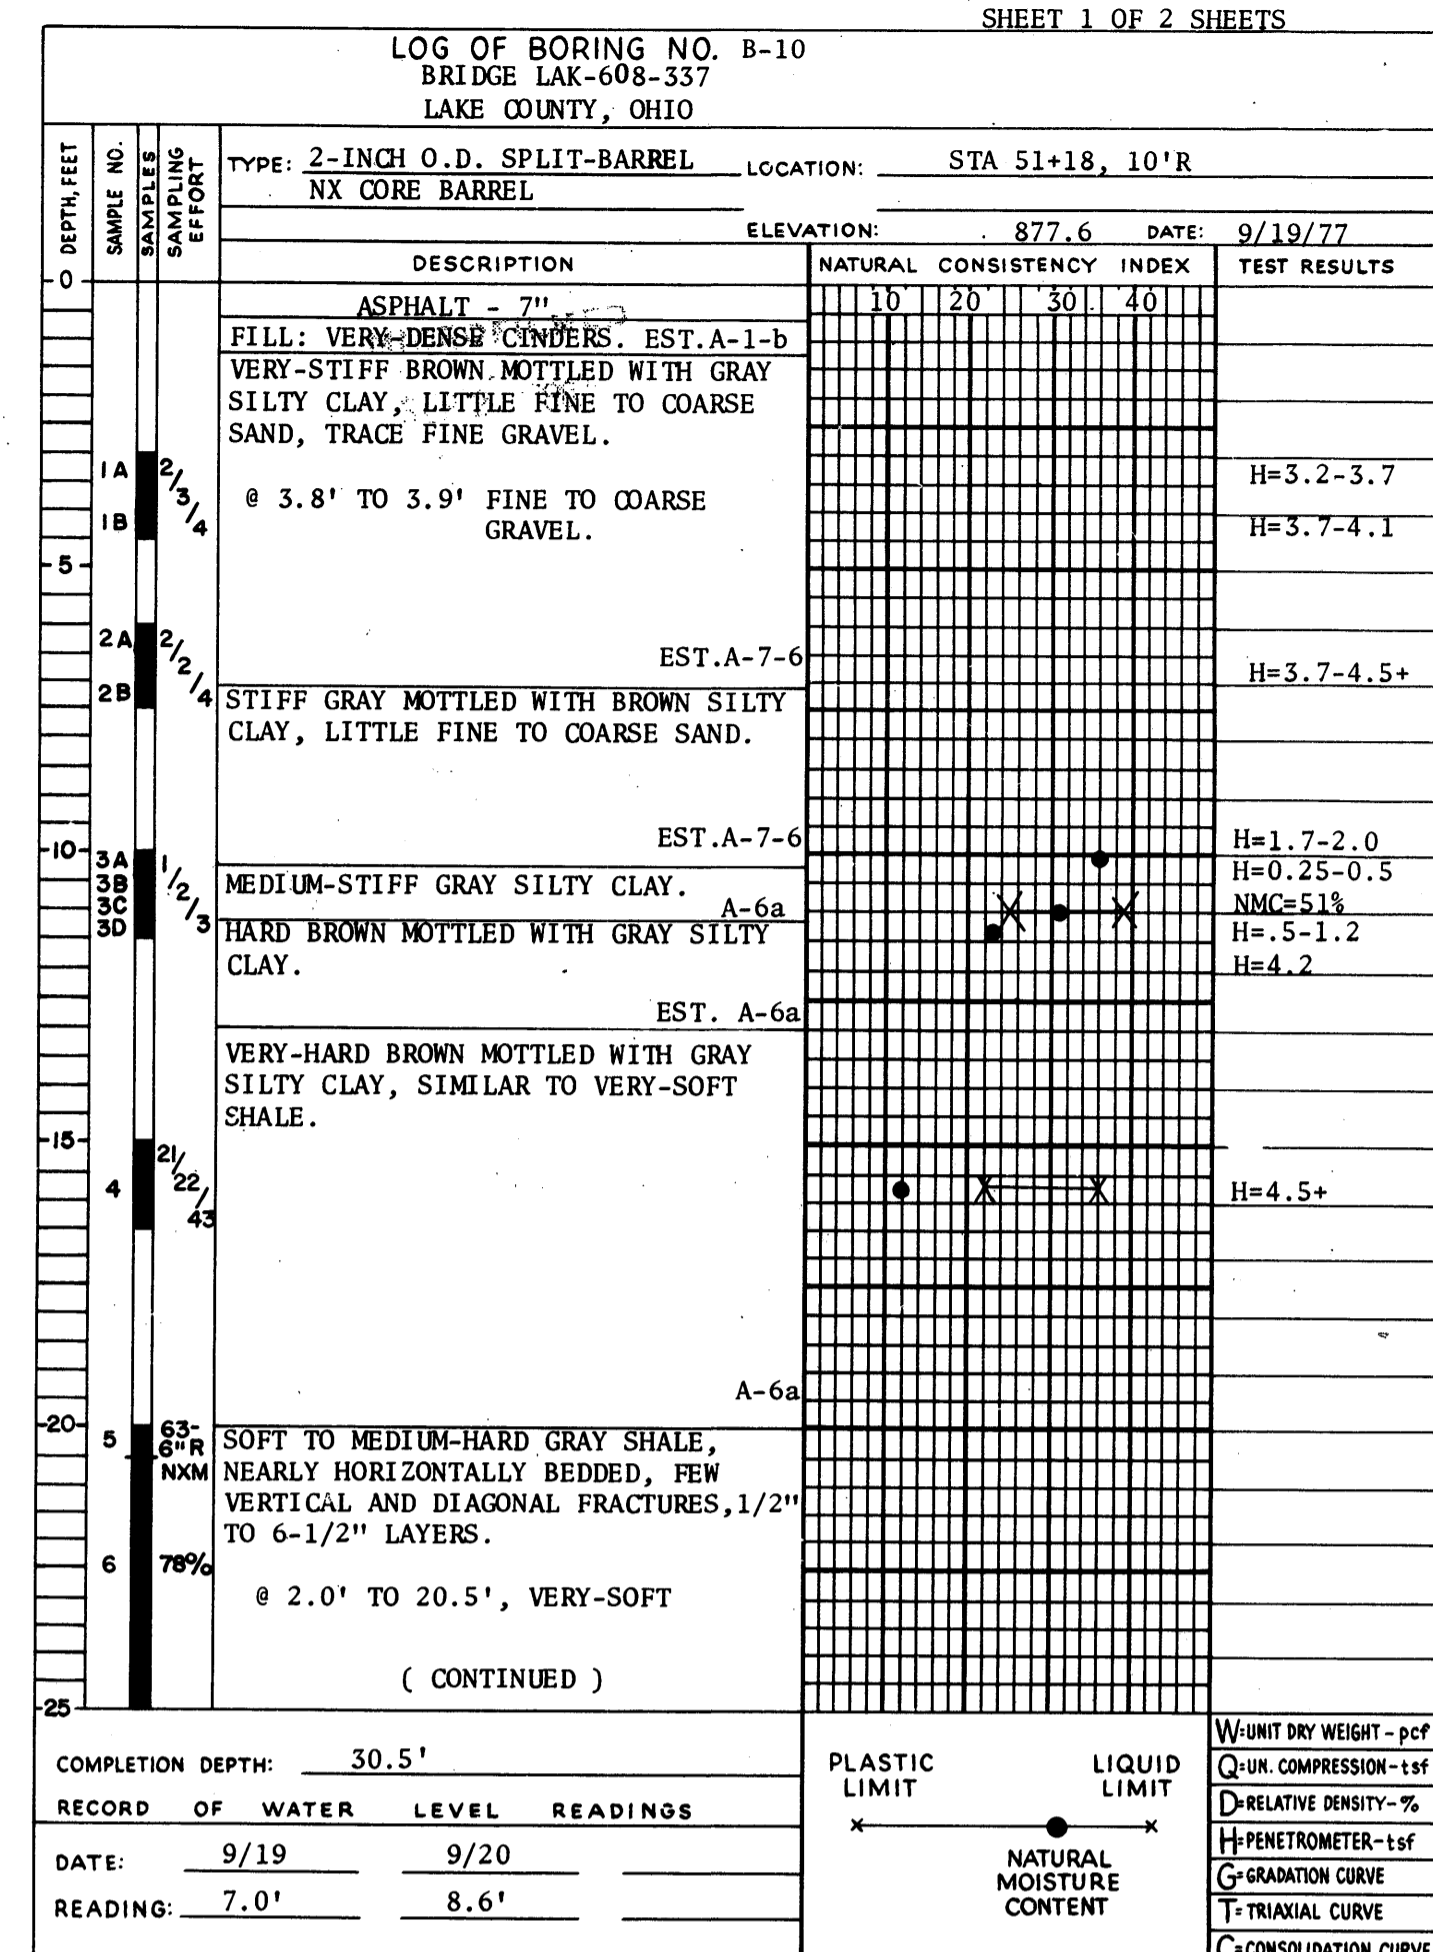 SHEET 1 OF 2 SHEETS
LOG OF BORING NO. B-10
BRIDGE LAK-608-337
LAKE COUNTY, OHIO
DEPTH, FEET
SAMPLE NO.
SAMPLES
SAMPLING EFFORT
TYPE: 2-INCH O.D. SPLIT-BARREL
NX CORE BARREL
LOCATION: STA 51+18, 10'R
ELEVATION: 877.6 DATE: 9/19/77
DESCRIPTION
NATURAL CONSISTENCY INDEX
TEST RESULTS
0
10 20 30 40
ASPHALT - 7"
FILL: VERY-DENSE CINDERS. EST.A-1-b
VERY-STIFF BROWN MOTTLED WITH GRAY
SILTY CLAY, LITTLE FINE TO COARSE
SAND, TRACE FINE GRAVEL.
1A 2/3/4 H=3.2-3.7
@ 3.8' TO 3.9' FINE TO COARSE
GRAVEL.
1B H=3.7-4.1
5
2A 2/2/4
EST.A-7-6
H=3.7-4.5+
2B
STIFF GRAY MOTTLED WITH BROWN SILTY
CLAY, LITTLE FINE TO COARSE SAND.
EST.A-7-6
H=1.7-2.0
10
3A 1/2/3 H=0.25-0.5
3B MEDIUM-STIFF GRAY SILTY CLAY.
3C A-6a NMC=51%
3D HARD BROWN MOTTLED WITH GRAY SILTY H=.5-1.2
CLAY. H=4.2
EST. A-6a
VERY-HARD BROWN MOTTLED WITH GRAY
SILTY CLAY, SIMILAR TO VERY-SOFT
SHALE.
15
4 21/22/43 H=4.5+
A-6a
20
5 63-
6"R
NXM
SOFT TO MEDIUM-HARD GRAY SHALE,
NEARLY HORIZONTALLY BEDDED, FEW
VERTICAL AND DIAGONAL FRACTURES,1/2"
TO 6-1/2" LAYERS.
6 78%
@ 2.0' TO 20.5', VERY-SOFT
( CONTINUED )
25
COMPLETION DEPTH: 30.5'
RECORD OF WATER LEVEL READINGS
DATE: 9/19 9/20
READING: 7.0' 8.6'
PLASTIC LIMIT
LIQUID LIMIT
NATURAL
MOISTURE
CONTENT
W=UNIT DRY WEIGHT-pcf
Q=UN. COMPRESSION-tsf
D=RELATIVE DENSITY-%
H=PENETROMETER-tsf
G=GRADATION CURVE
T=TRIAXIAL CURVE
C=CONSOLIDATION CURVE